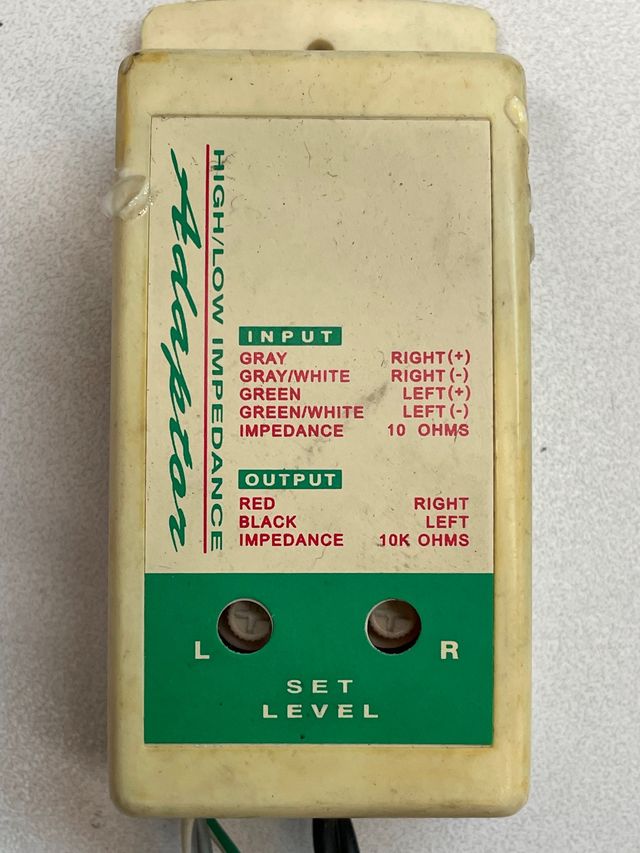 Adaptor
HIGH/LOW IMPEDANCE
INPUT
GRAY RIGHT(+)
GRAY/WHITE RIGHT(-)
GREEN LEFT(+)
GREEN/WHITE LEFT(-)
IMPEDANCE 10 OHMS
OUTPUT
RED RIGHT
BLACK LEFT
IMPEDANCE 10K OHMS
L R
SET
LEVEL